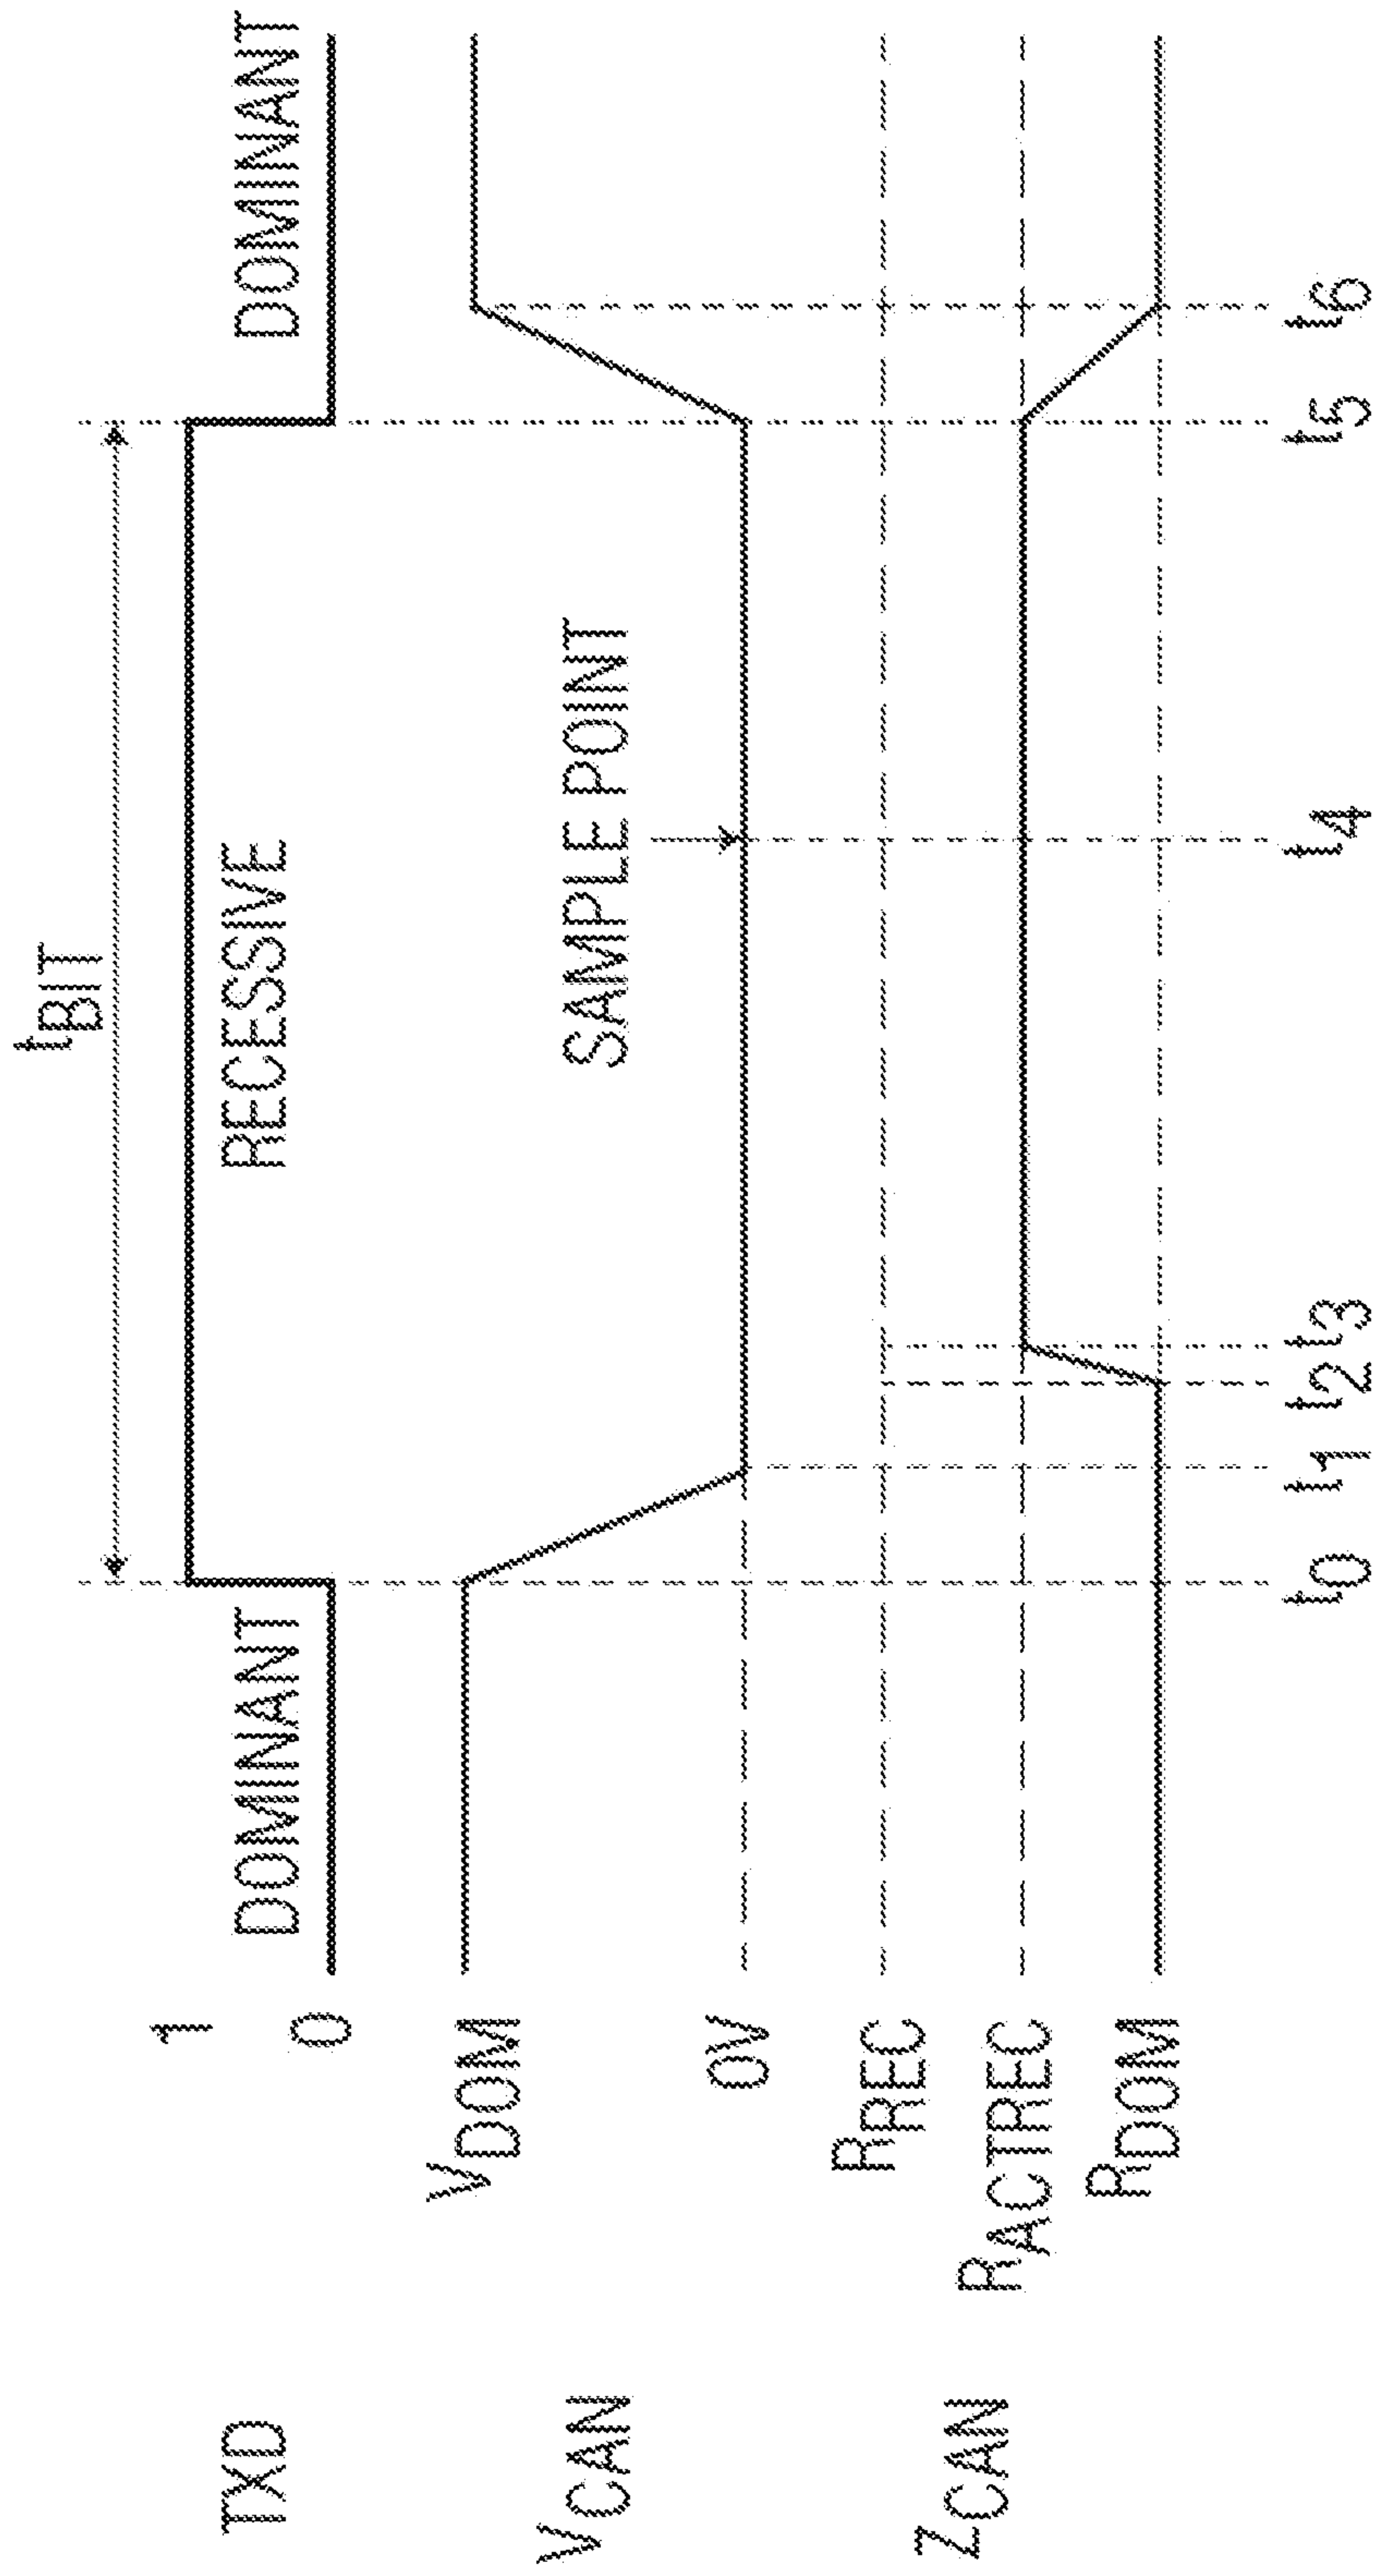 tBIT
TXD
1
0
DOMINANT
RECESSIVE
DOMINANT
VCAN
VDOM
0V
SAMPLE POINT
ZCAN
RREC
RACTREC
RDOM
t0 t1 t2 t3 t4 t5 t6